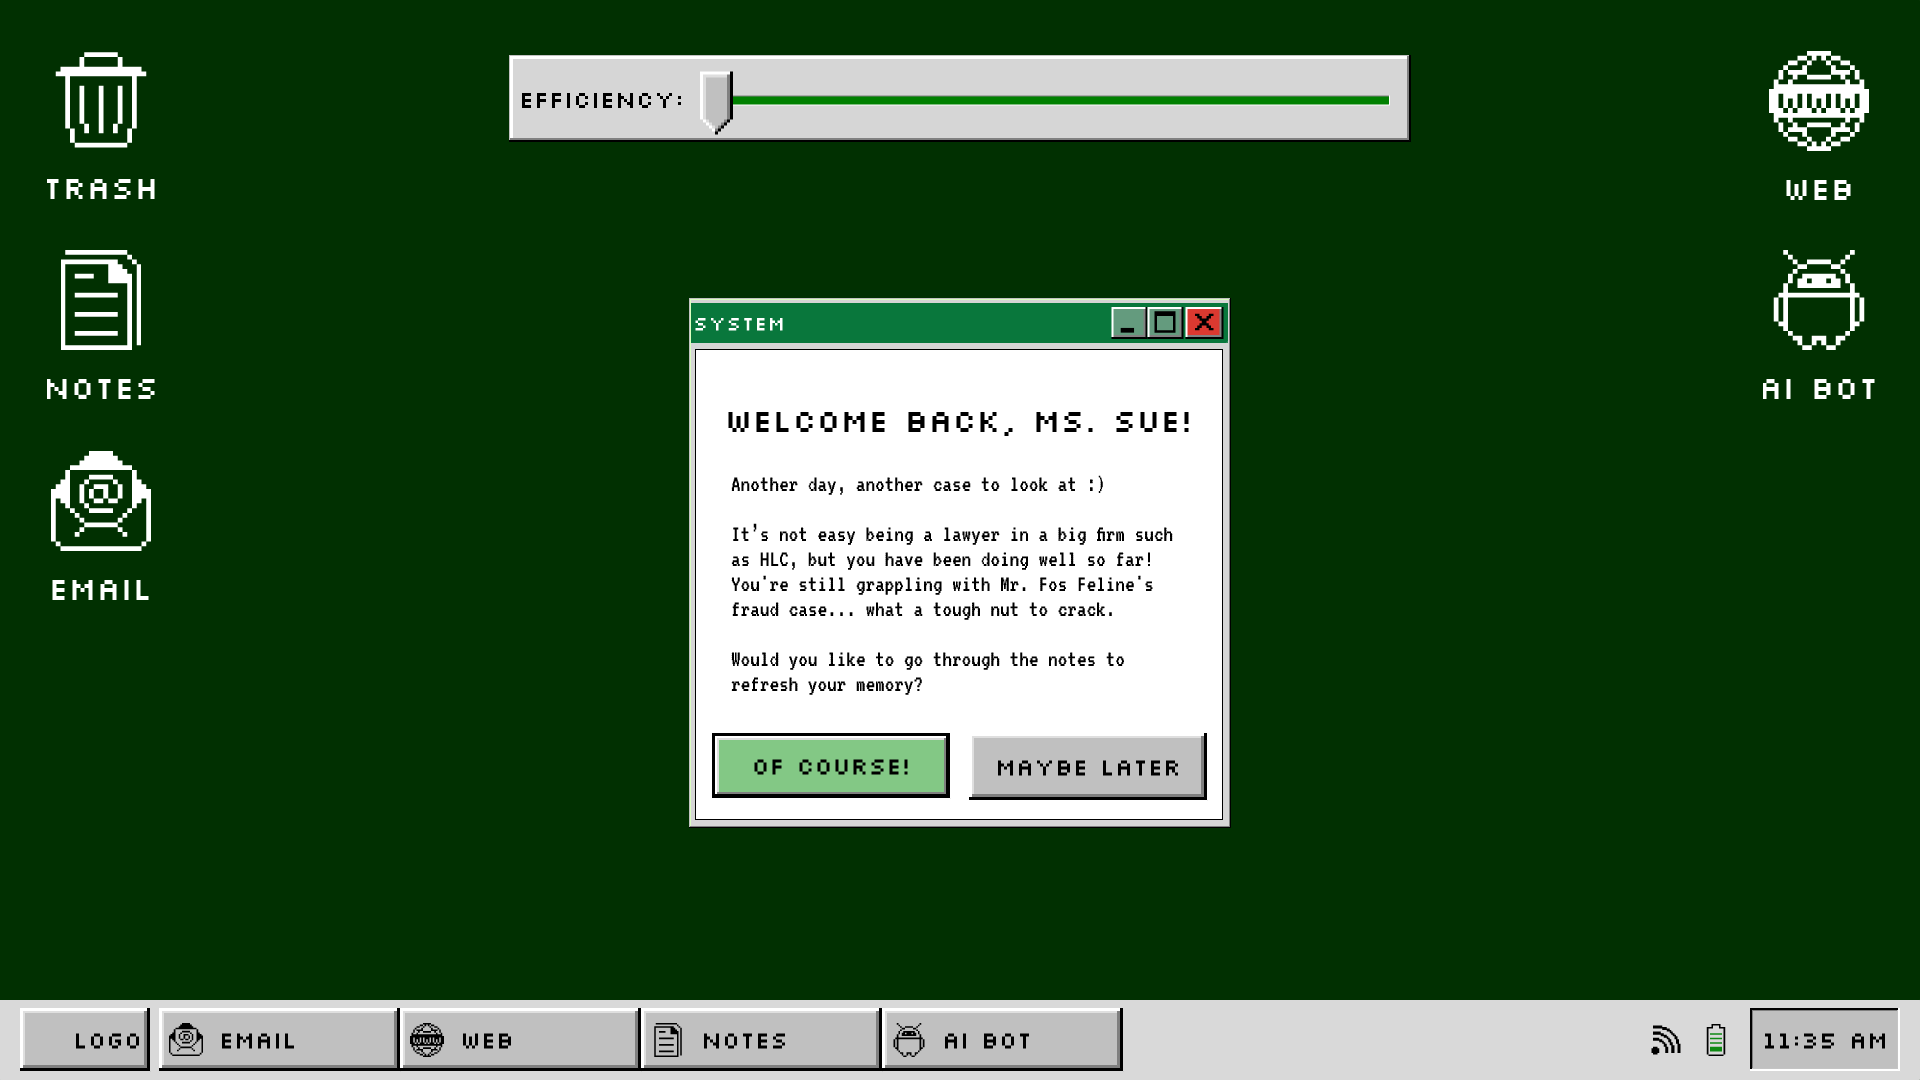 TRASH
NOTES
EMAIL
EFFICIENCY:
WWW
WEB
AI BOT
SYSTEM
WELCOME BACK, MS. SUE!
Another day, another case to look at :)
It's not easy being a lawyer in a big firm such
as HLC, but you have been doing well so far!
You're still grappling with Mr. Fos Feline's
fraud case... what a tough nut to crack.
Would you like to go through the notes to
refresh your memory?
OF COURSE!
MAYBE LATER
LOGO
EMAIL
WEB
NOTES
AI BOT
11:35 AM